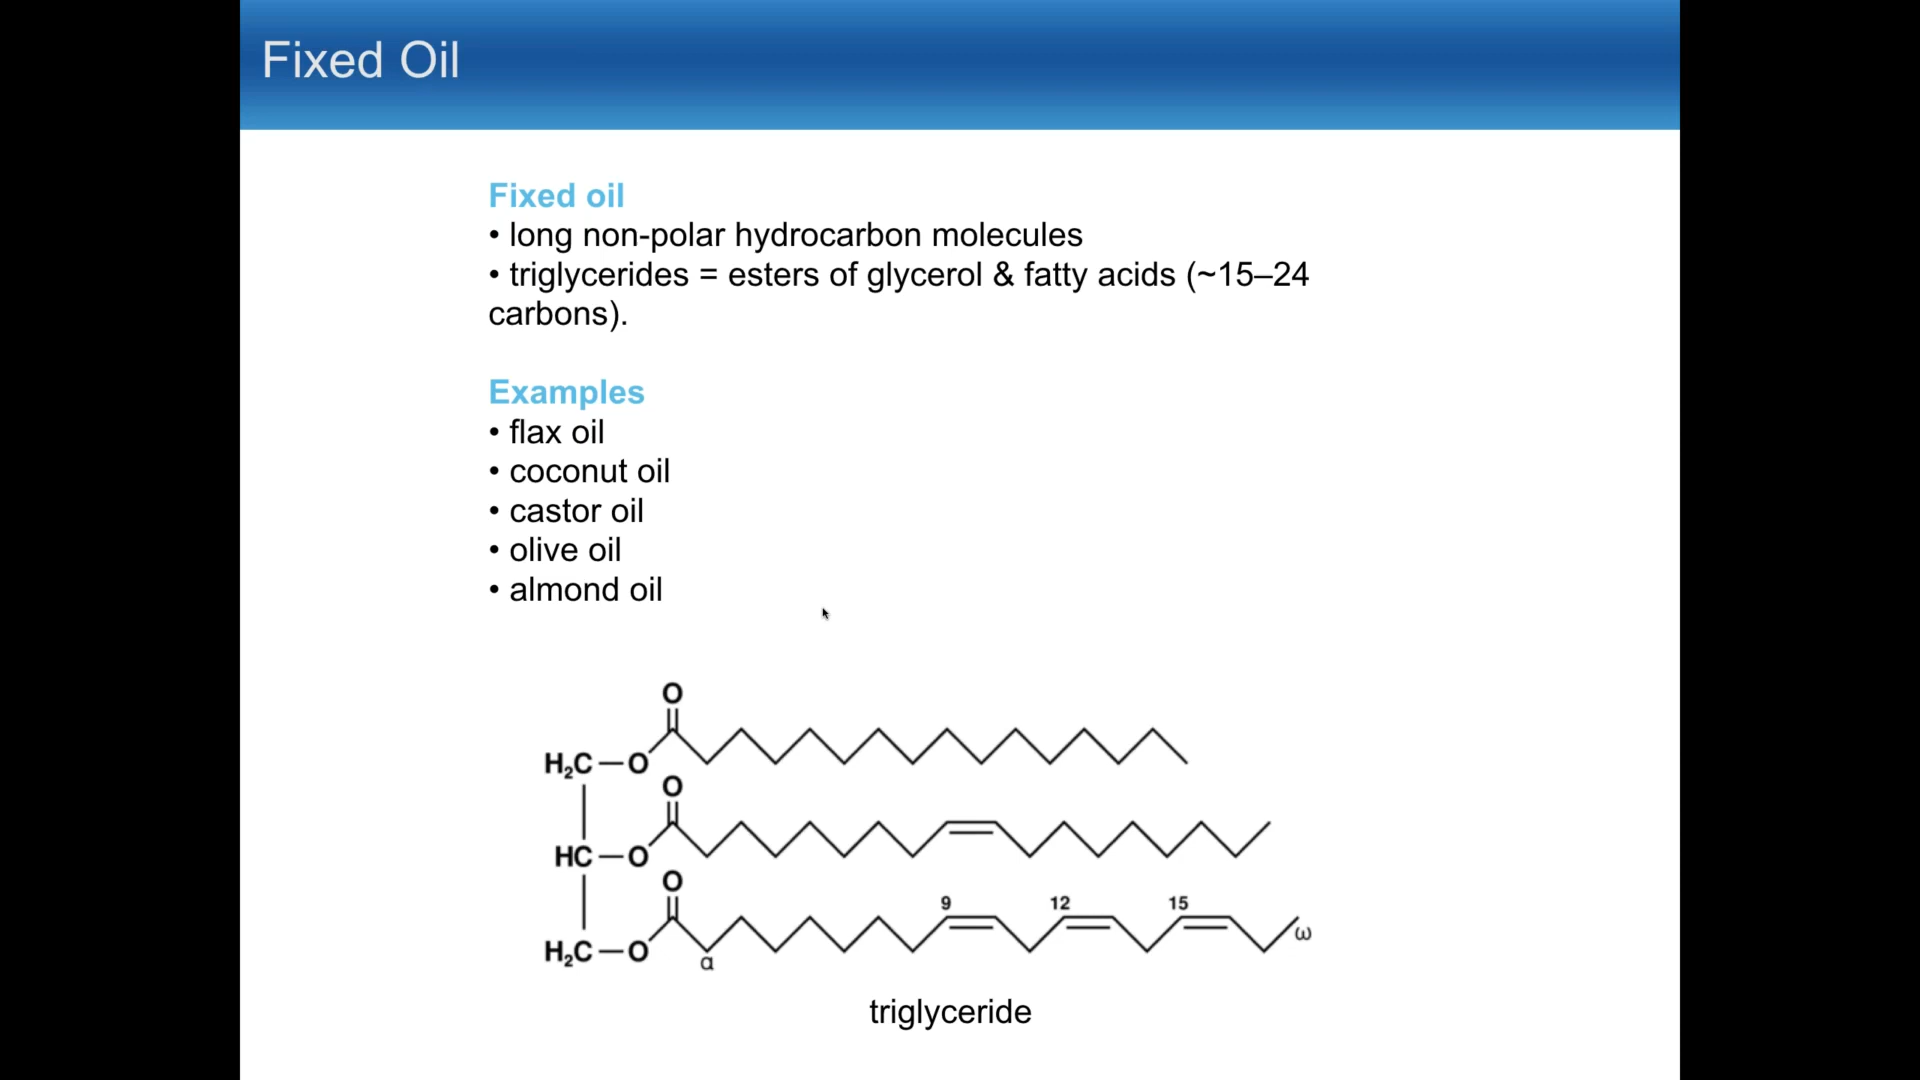 Fixed Oil
Fixed oil
• long non-polar hydrocarbon molecules
• triglycerides = esters of glycerol & fatty acids (~15–24
carbons).
Examples
• flax oil
• coconut oil
• castor oil
• olive oil
• almond oil
O
H₂C—O
O
HC—O
O
9 12 15
H₂C—O
α
ω
triglyceride